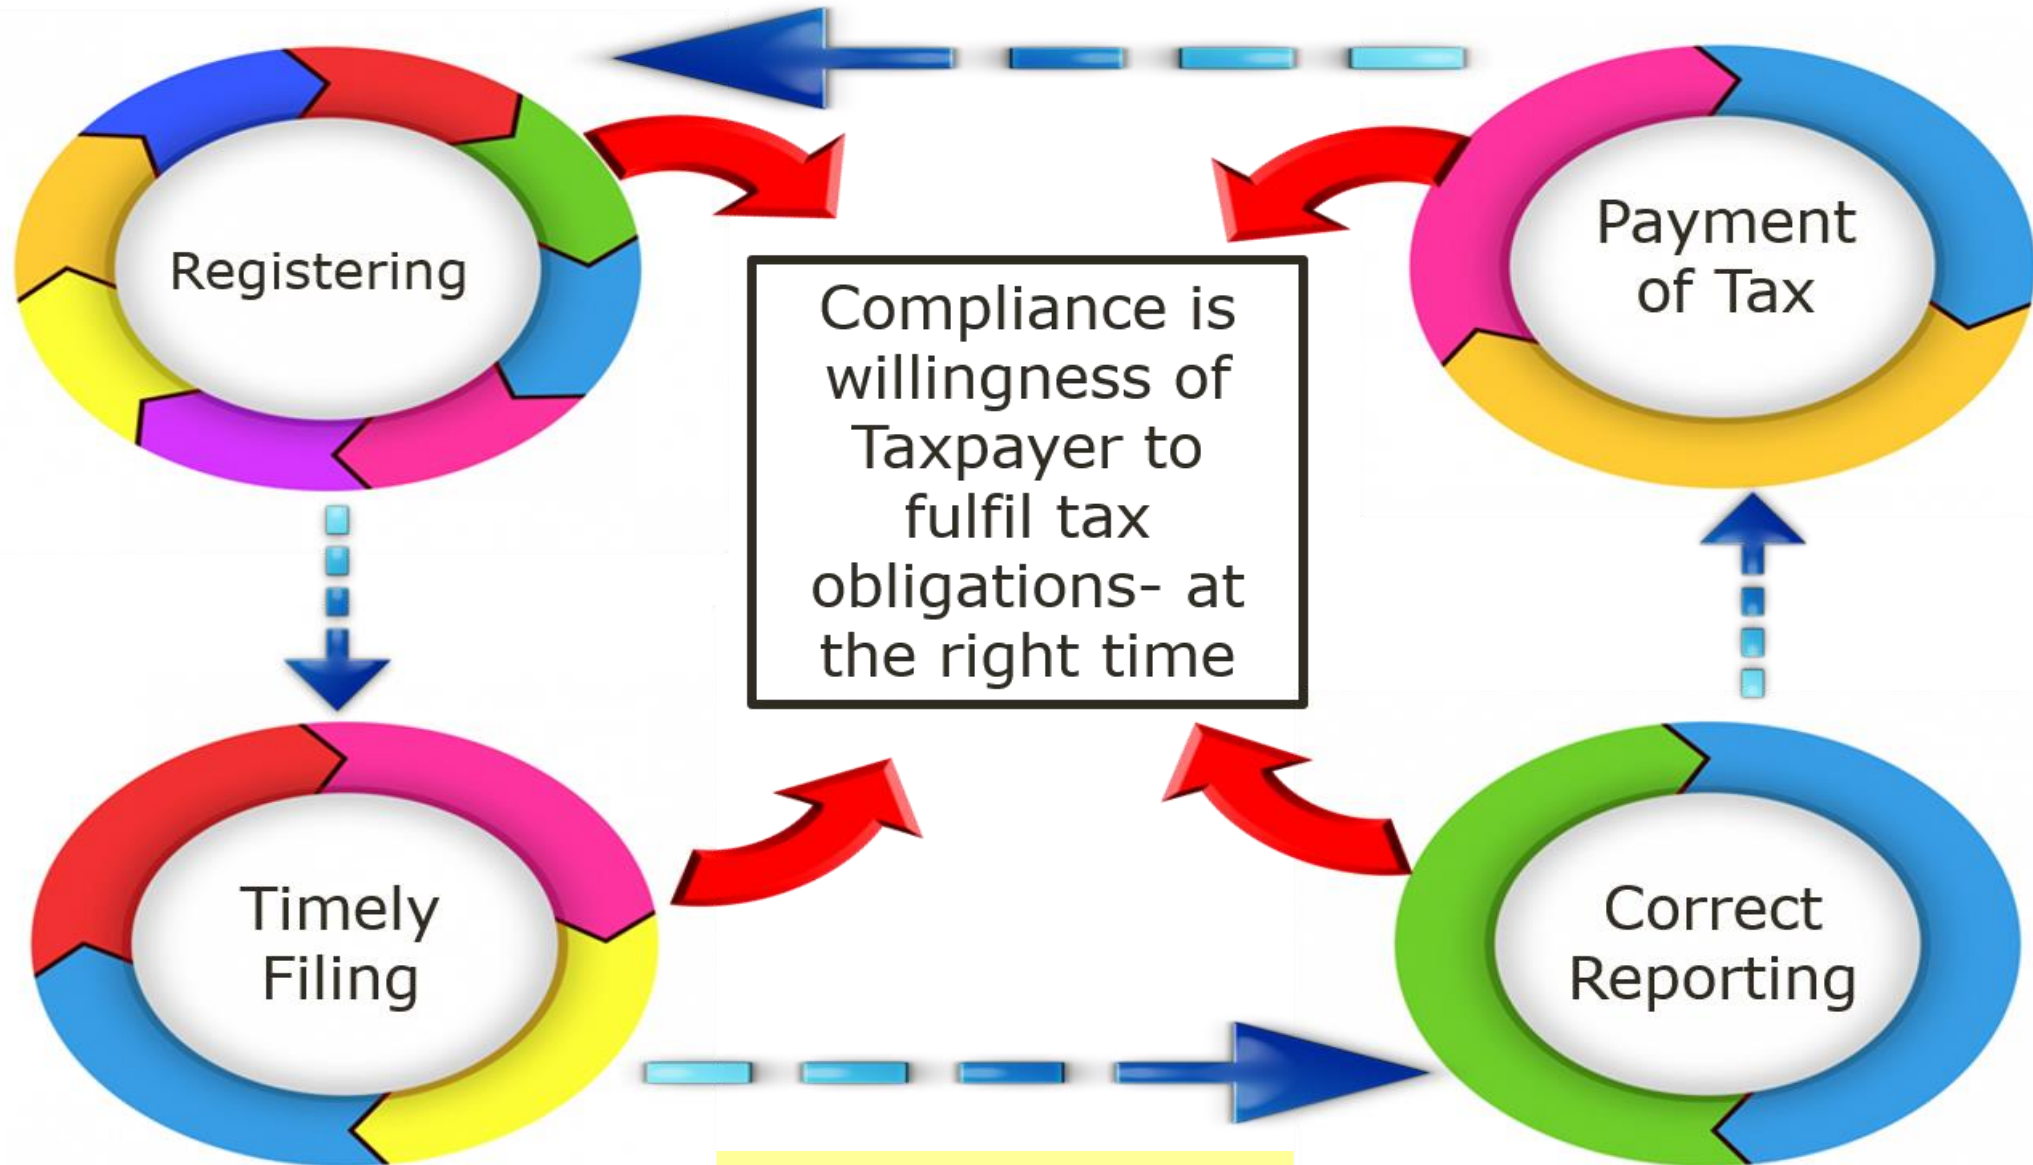 Registering
Payment
of Tax
Compliance is
willingness of
Taxpayer to
fulfil tax
obligations- at
the right time
Timely
Filing
Correct
Reporting